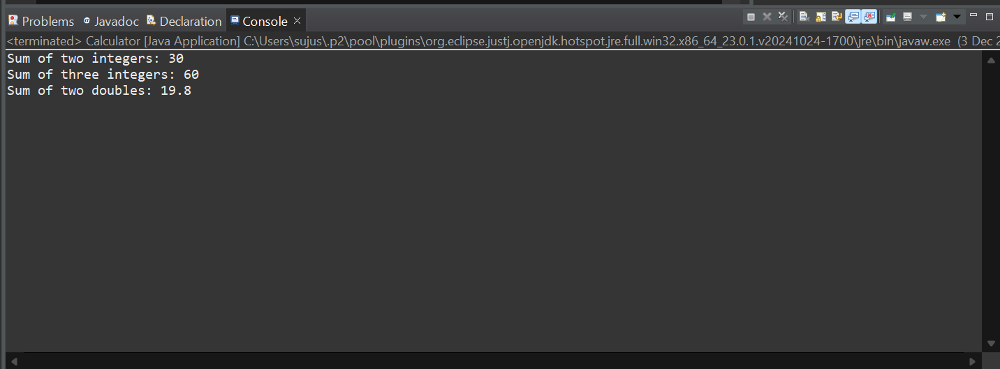 Problems @ Javadoc Declaration Console
<terminated> Calculator [Java Application] C:\Users\sujus\.p2\pool\plugins\org.eclipse.justj.openjdk.hotspot.jre.full.win32.x86_64_23.0.1.v20241024-1700\jre\bin\javaw.exe (3 Dec 2
Sum of two integers: 30
Sum of three integers: 60
Sum of two doubles: 19.8